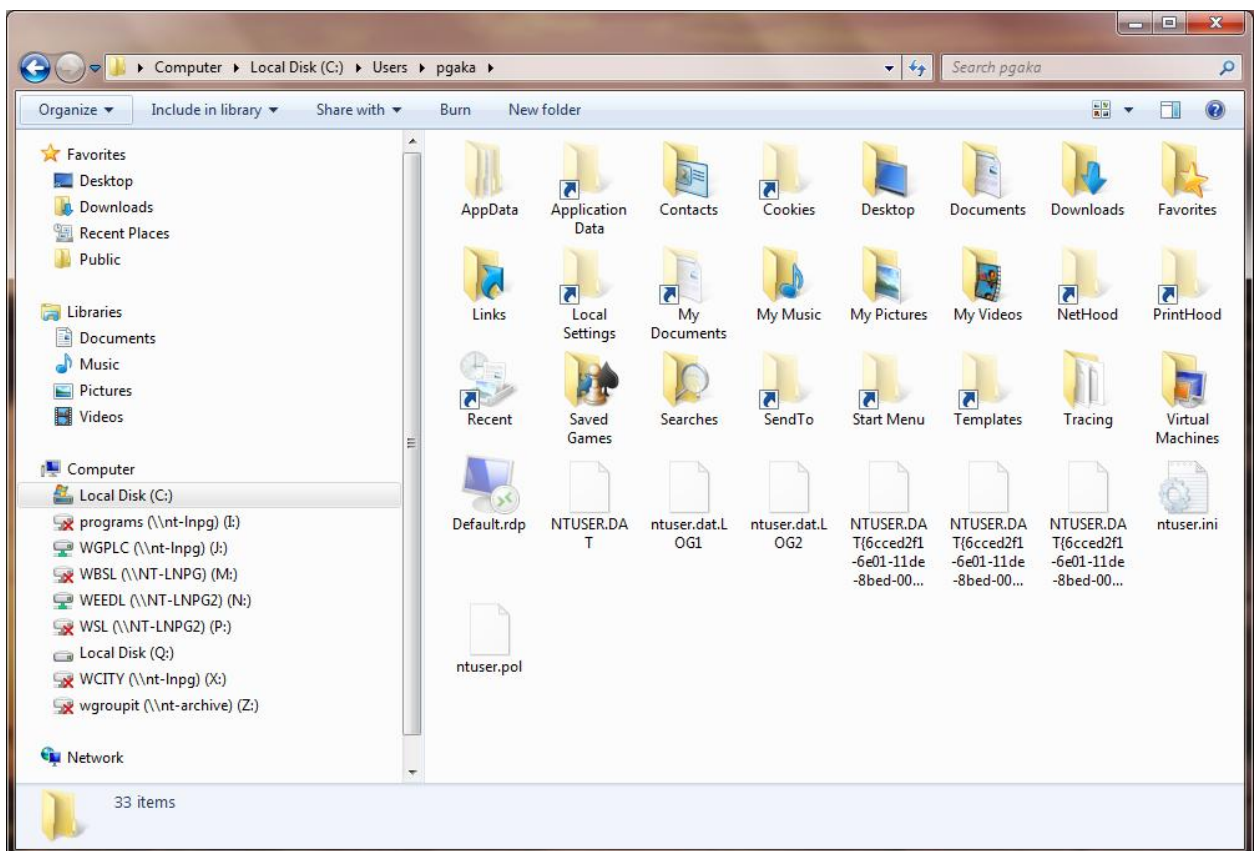 Computer Local Disk (C:) Users pgaka
Search pgaka
Organize Include in library Share with Burn New folder
Favorites
Desktop
Downloads
Recent Places
Public
Libraries
Documents
Music
Pictures
Videos
Computer
Local Disk (C:)
programs (\\nt-lnpg) (I:)
WGPLC (\\nt-lnpg) (J:)
WBSL (\\NT-LNPG) (M:)
WEEDL (\\NT-LNPG2) (N:)
WSL (\\NT-LNPG2) (P:)
Local Disk (Q:)
WCITY (\\nt-lnpg) (X:)
wgroupit (\\nt-archive) (Z:)
Network
AppData
Application
Data
Contacts
Cookies
Desktop
Documents
Downloads
Favorites
Links
Local
Settings
My
Documents
My Music
My Pictures
My Videos
NetHood
PrintHood
Recent
Saved
Games
Searches
SendTo
Start Menu
Templates
Tracing
Virtual
Machines
Default.rdp
NTUSER.DA
T
ntuser.dat.L
OG1
ntuser.dat.L
OG2
NTUSER.DA
T{6cced2f1
-6e01-11de
-8bed-00...
NTUSER.DA
T{6cced2f1
-6e01-11de
-8bed-00...
NTUSER.DA
T{6cced2f1
-6e01-11de
-8bed-00...
ntuser.ini
ntuser.pol
33 items